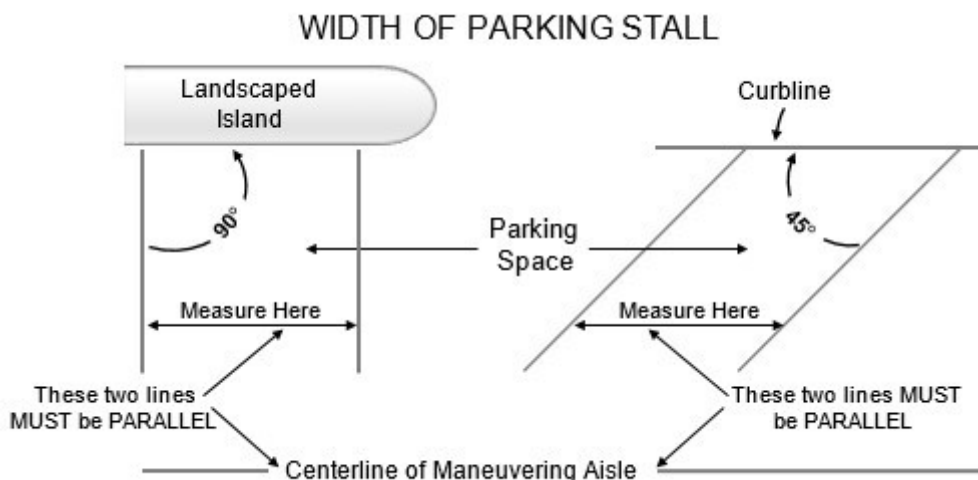 WIDTH OF PARKING STALL
Landscaped
Island
Curbline
90°
45°
Parking
Space
Measure Here
Measure Here
These two lines
MUST be PARALLEL
These two lines MUST
be PARALLEL
Centerline of Maneuvering Aisle